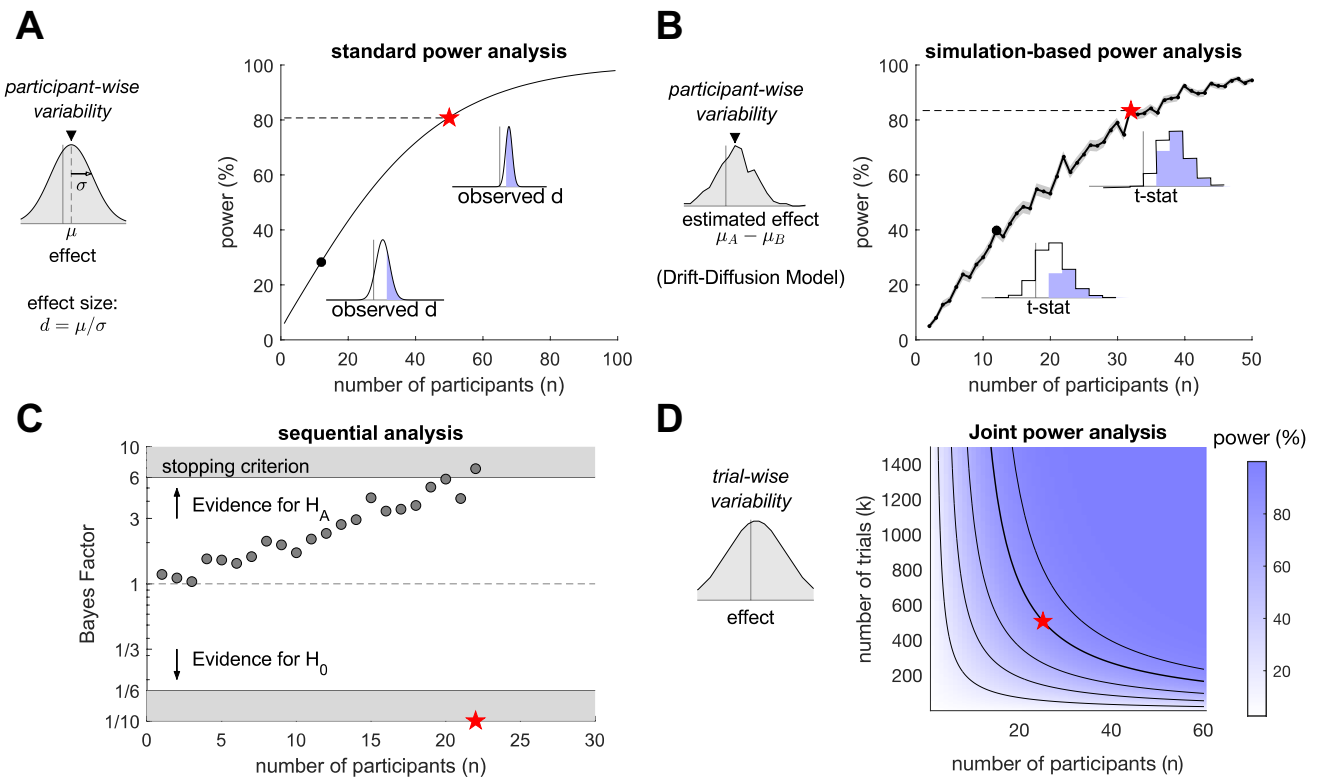 A
standard power analysis
participant-wise
variability
σ
μ
effect
effect size:
d = μ/σ
power (%)
100
80
60
40
20
0
observed d
observed d
0
20
40
60
80
100
number of participants (n)
B
simulation-based power analysis
participant-wise
variability
estimated effect
μA − μB
(Drift-Diffusion Model)
power (%)
100
80
60
40
20
0
t-stat
t-stat
0
10
20
30
40
50
number of participants (n)
C
sequential analysis
Bayes Factor
10
6
3
1
1/3
1/6
1/10
stopping criterion
Evidence for HA
Evidence for H0
0
5
10
15
20
25
30
number of participants (n)
D
Joint power analysis
power (%)
trial-wise
variability
effect
number of trials (k)
1400
1200
1000
800
600
400
200
20
40
60
number of participants (n)
80
60
40
20